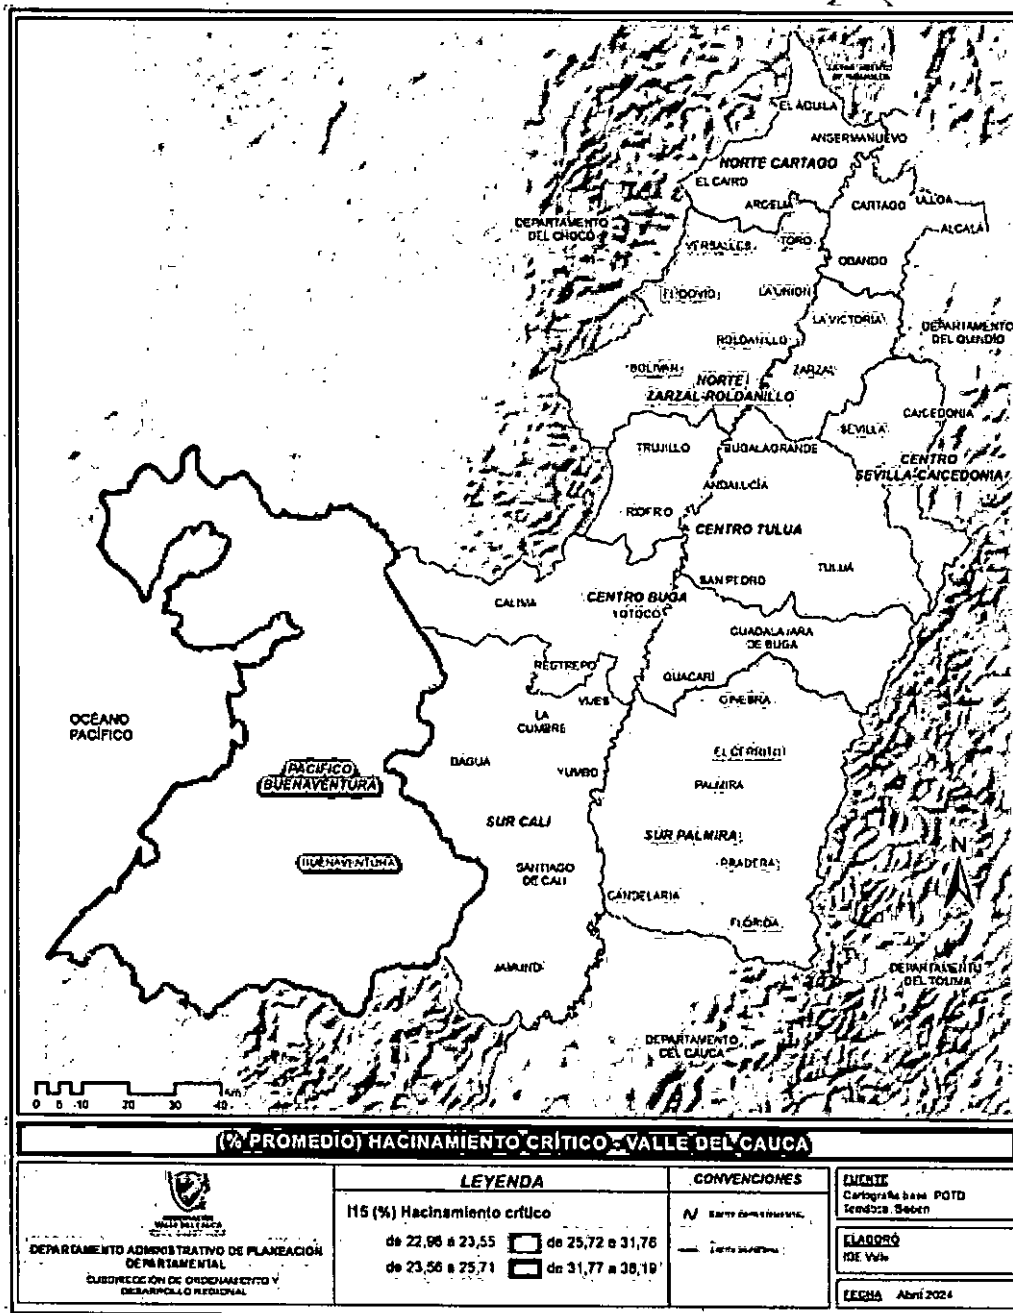 EL ÁGUILA
ANSERMANUEVO
NORTE CARTAGO
EL CAIRO
ARGELIA
CARTAGO
ULLOA
ALCALÁ
DEPARTAMENTO
DEL CHOCÓ
VERSALLES
TORO
OBANDO
EL DOVIO
LA UNIÓN
LA VICTORIA
DEPARTAMENTO
DEL QUINDÍO
ROLDANILLO
BOLÍVAR
ZARZAL
NORTE
ZARZAL-ROLDANILLO
CAICEDONIA
SEVILLA
TRUJILLO
BUGALAGRANDE
CENTRO
SEVILLA-CAICEDONIA
ANDALUCÍA
RIOFRÍO
CENTRO TULUA
TULUÁ
SAN PEDRO
CALIMA
CENTRO BUGA
YOTOCO
GUADALAJARA
DE BUGA
RESTREPO
GUACARÍ
GINEBRA
VIJES
LA
CUMBRE
OCÉANO
PACÍFICO
EL CERRITO
DAGUA
YUMBO
PACÍFICO
BUENAVENTURA
PALMIRA
SUR CALI
SUR PALMIRA
BUENAVENTURA
PRADERA
SANTIAGO
DE CALI
CANDELARIA
FLORIDA
N
JAMUNDÍ
DEPARTAMENTO
DEL TOLIMA
DEPARTAMENTO
DEL CAUCA
0 5 10 20 30 40 Km
(% PROMEDIO) HACINAMIENTO CRÍTICO - VALLE DEL CAUCA
DEPARTAMENTO ADMINISTRATIVO DE PLANEACIÓN
DEPARTAMENTAL
SUBDIRECCIÓN DE ORDENAMIENTO Y
DESARROLLO REGIONAL
LEYENDA
I15 (%) Hacinamiento crítico
de 22,96 a 23,55 de 25,72 a 31,76
de 23,56 a 25,71 de 31,77 a 38,19
CONVENCIONES
FUENTE
Cartografía base POTD
ELABORÓ
IDE Valle
FECHA Abril 2024